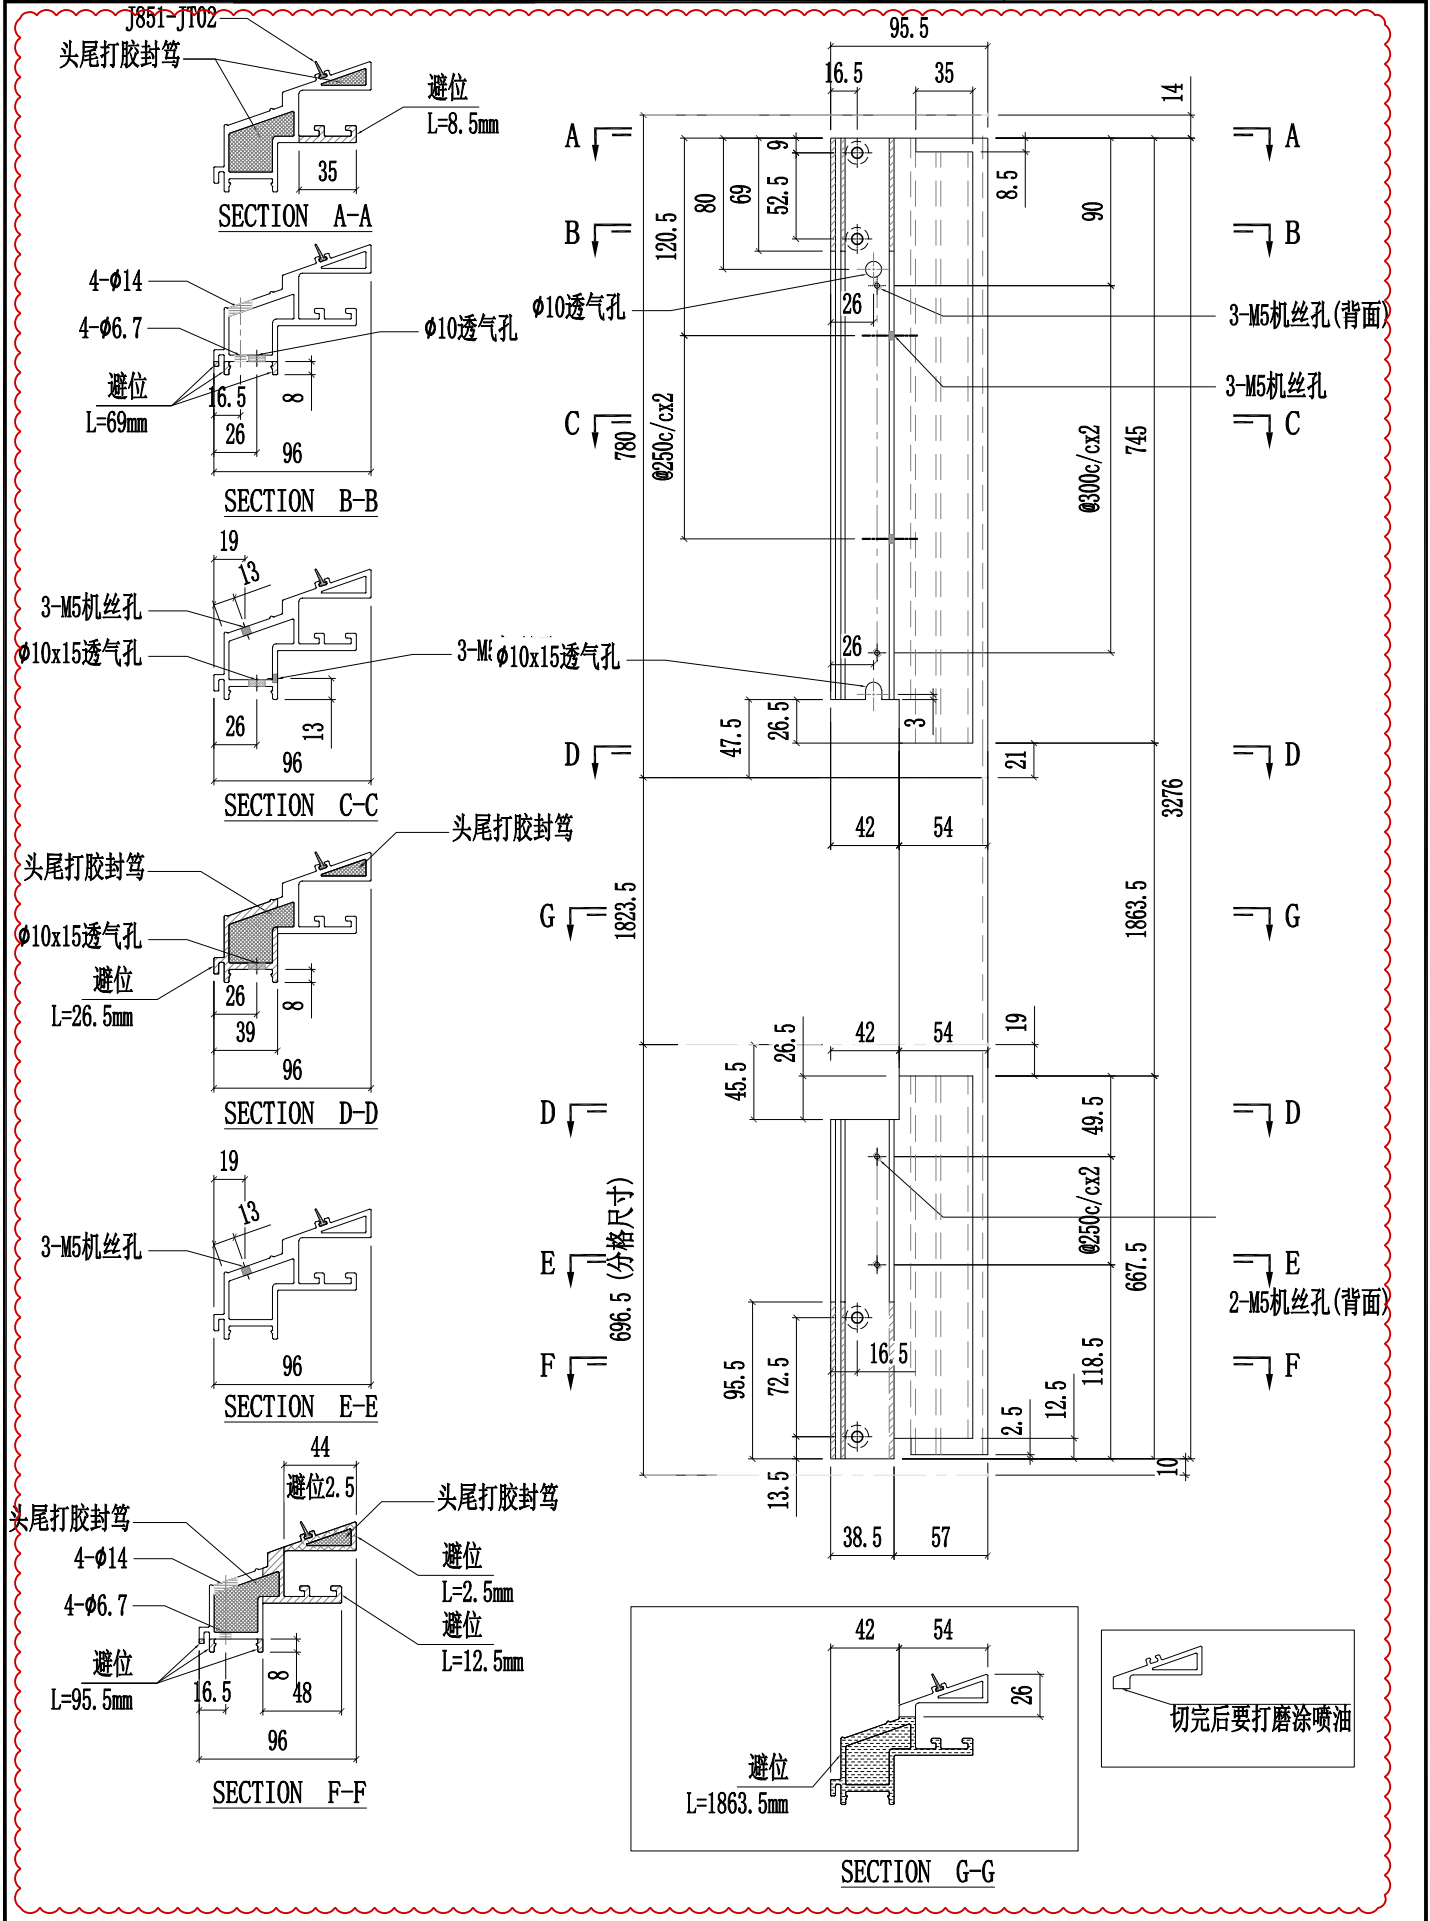 J851-JT02
头尾打胶封笃
避位
L=8.5mm
35
SECTION A-A
4-ϕ14
4-ϕ6.7
ϕ10透气孔
避位
L=69mm
16.5
8
26
96
SECTION B-B
19
13
3-M5机丝孔
ϕ10x15透气孔
3-M5
26
13
96
SECTION C-C
头尾打胶封笃
头尾打胶封笃
ϕ10x15透气孔
避位
L=26.5mm
26
8
39
96
SECTION D-D
19
13
3-M5机丝孔
96
SECTION E-E
44
避位2.5
头尾打胶封笃
头尾打胶封笃
4-ϕ14
4-ϕ6.7
避位
L=2.5mm
避位
L=12.5mm
避位
L=95.5mm
16.5
8
48
96
SECTION F-F
95.5
16.5
35
14
A
A
9
80
69
52.5
8.5
90
120.5
B
B
ϕ10透气孔
26
3-M5机丝孔(背面)
3-M5机丝孔
C
C
780
@250c/cx2
@300c/cx2
745
26
ϕ10x15透气孔
47.5
26.5
3
D
D
21
3276
42
54
G
G
1823.5
1863.5
42
54
19
26.5
45.5
D
D
49.5
@250c/cx2
696.5(分格尺寸)
E
E
667.5
2-M5机丝孔(背面)
F
F
95.5
72.5
16.5
118.5
12.5
2.5
13.5
10
38.5
57
42
54
26
避位
L=1863.5mm
SECTION G-G
切完后要打磨涂喷油